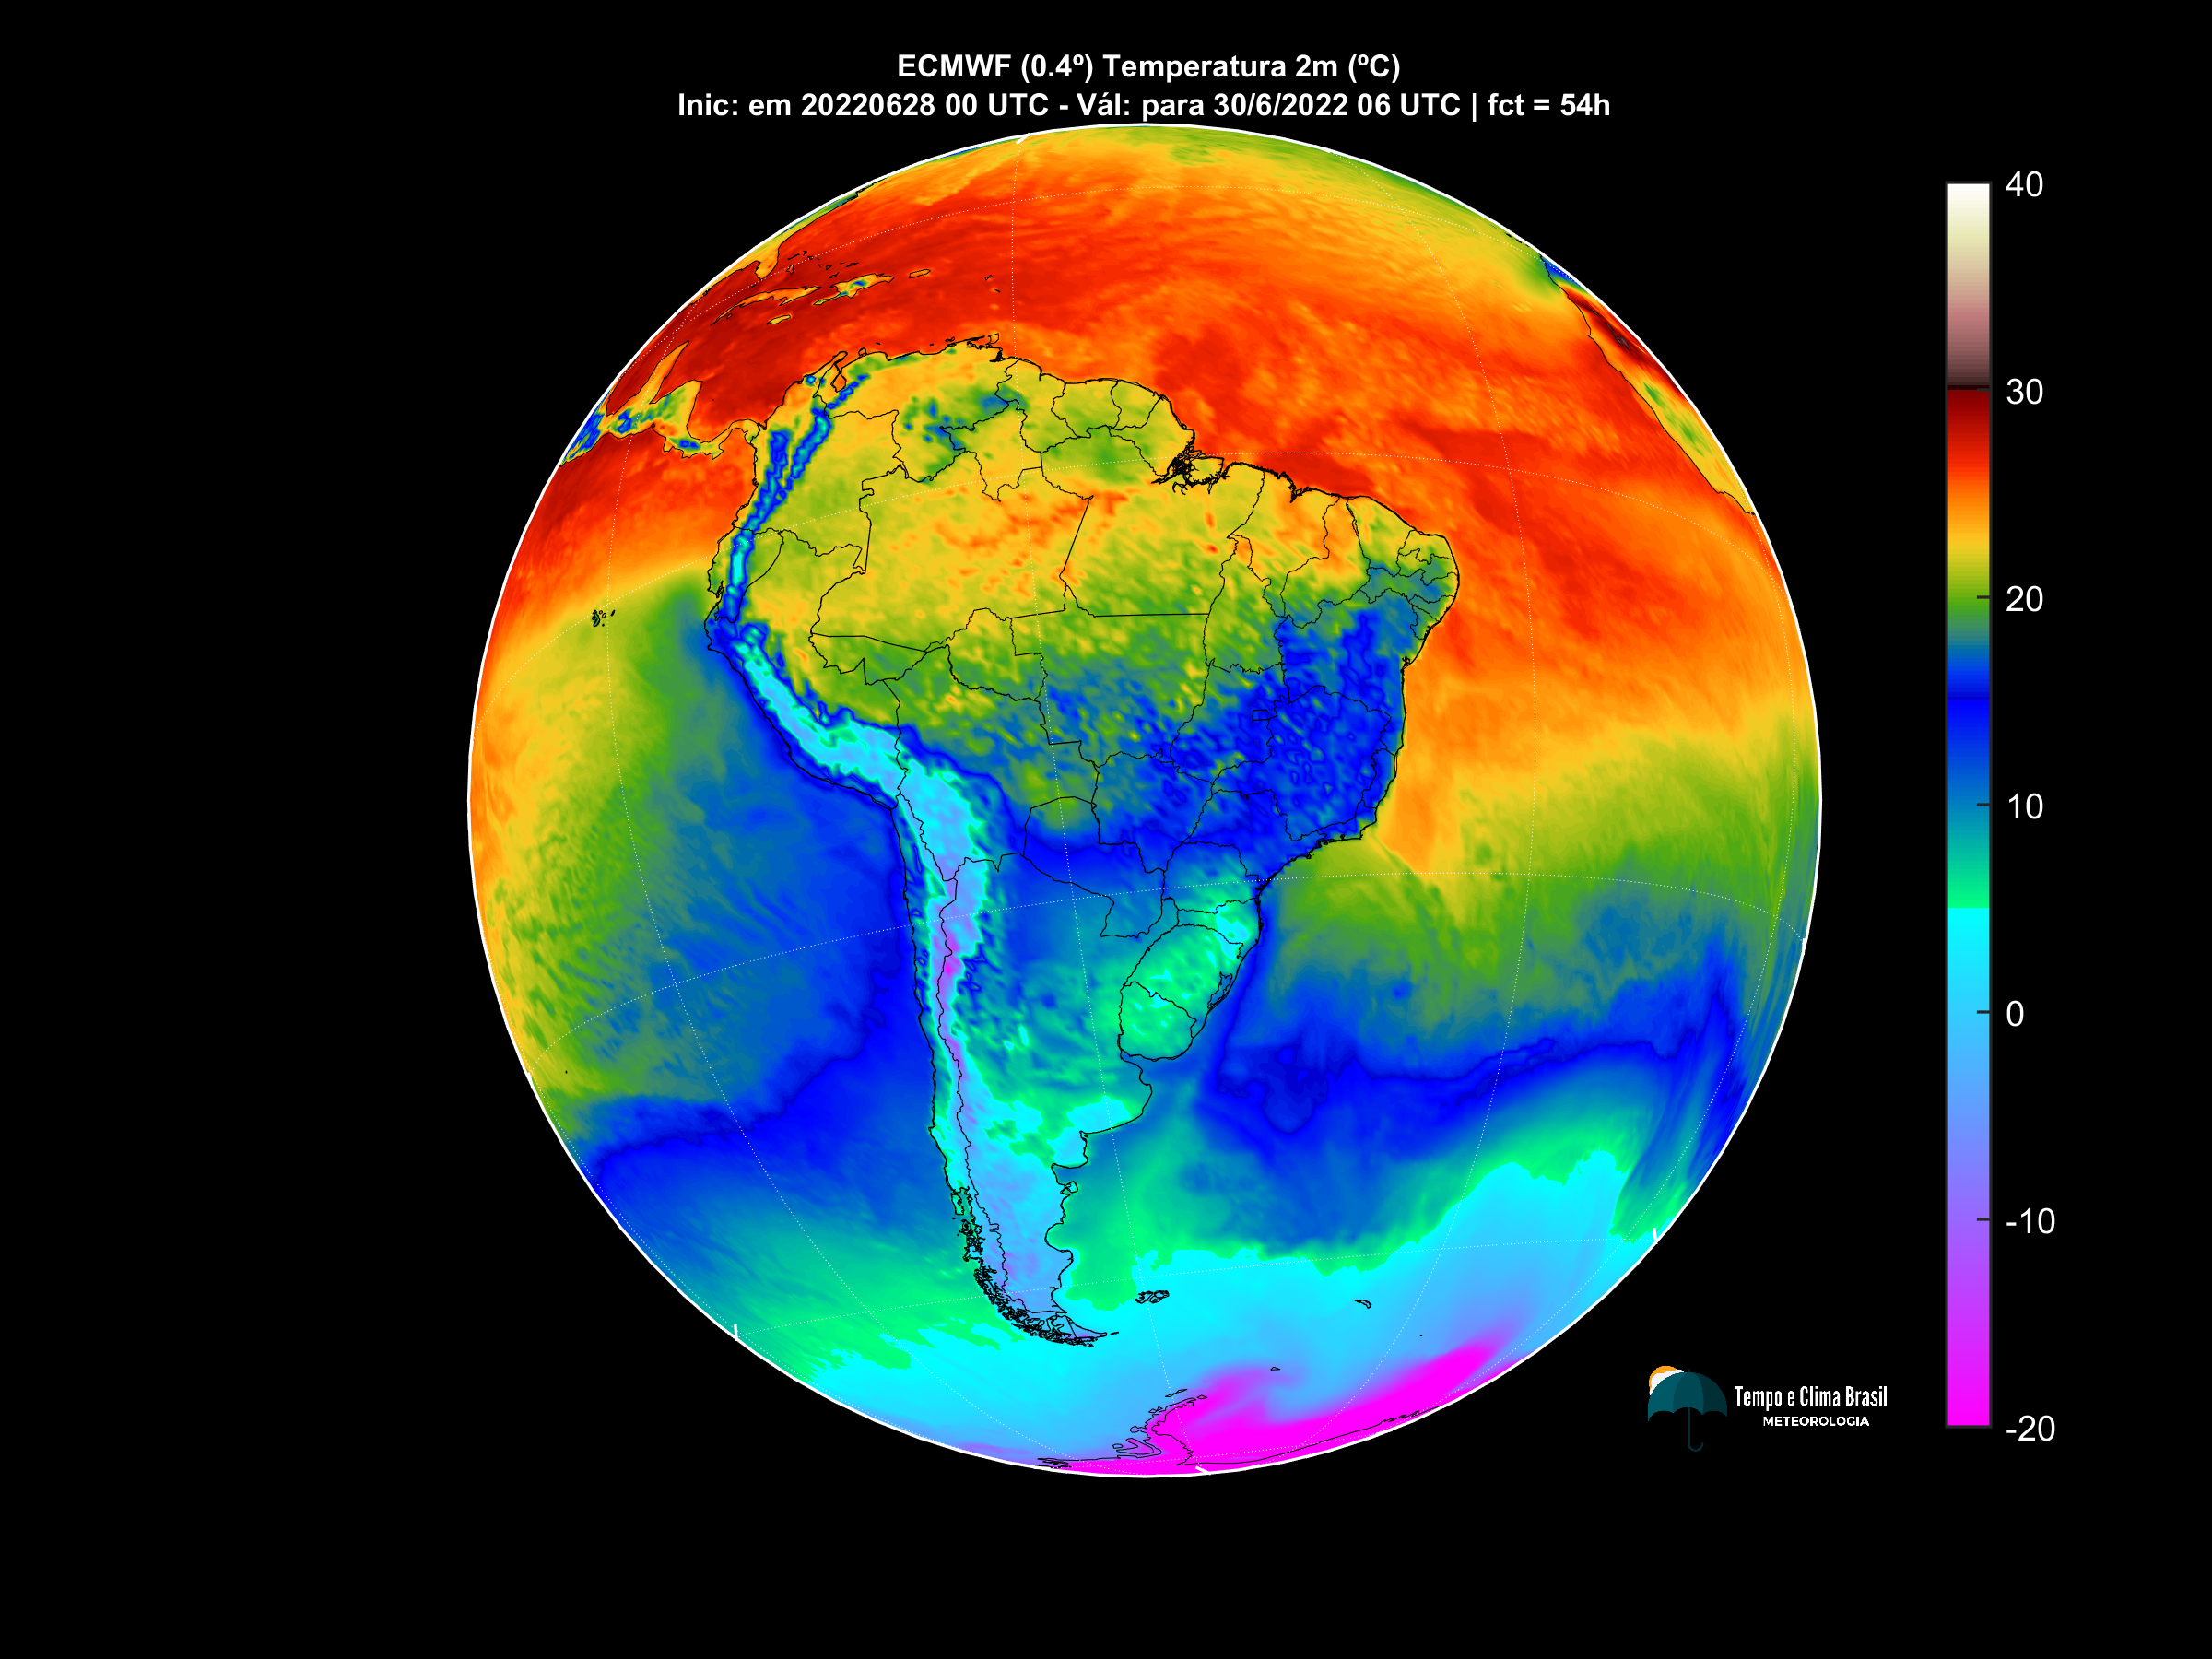 ECMWF (0.4º) Temperatura 2m (ºC)
Inic: em 20220628 00 UTC - Vál: para 30/6/2022 06 UTC | fct = 54h
40
30
20
10
0
-10
-20
Tempo e Clima Brasil
METEOROLOGIA